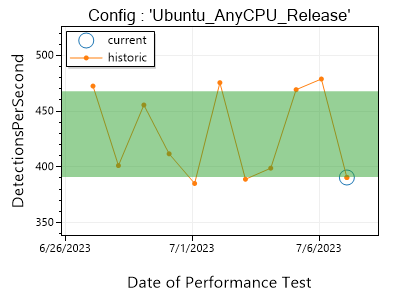 Config : 'Ubuntu_AnyCPU_Release'
current
historic
DetectionsPerSecond
500
450
400
350
6/26/2023
7/1/2023
7/6/2023
Date of Performance Test